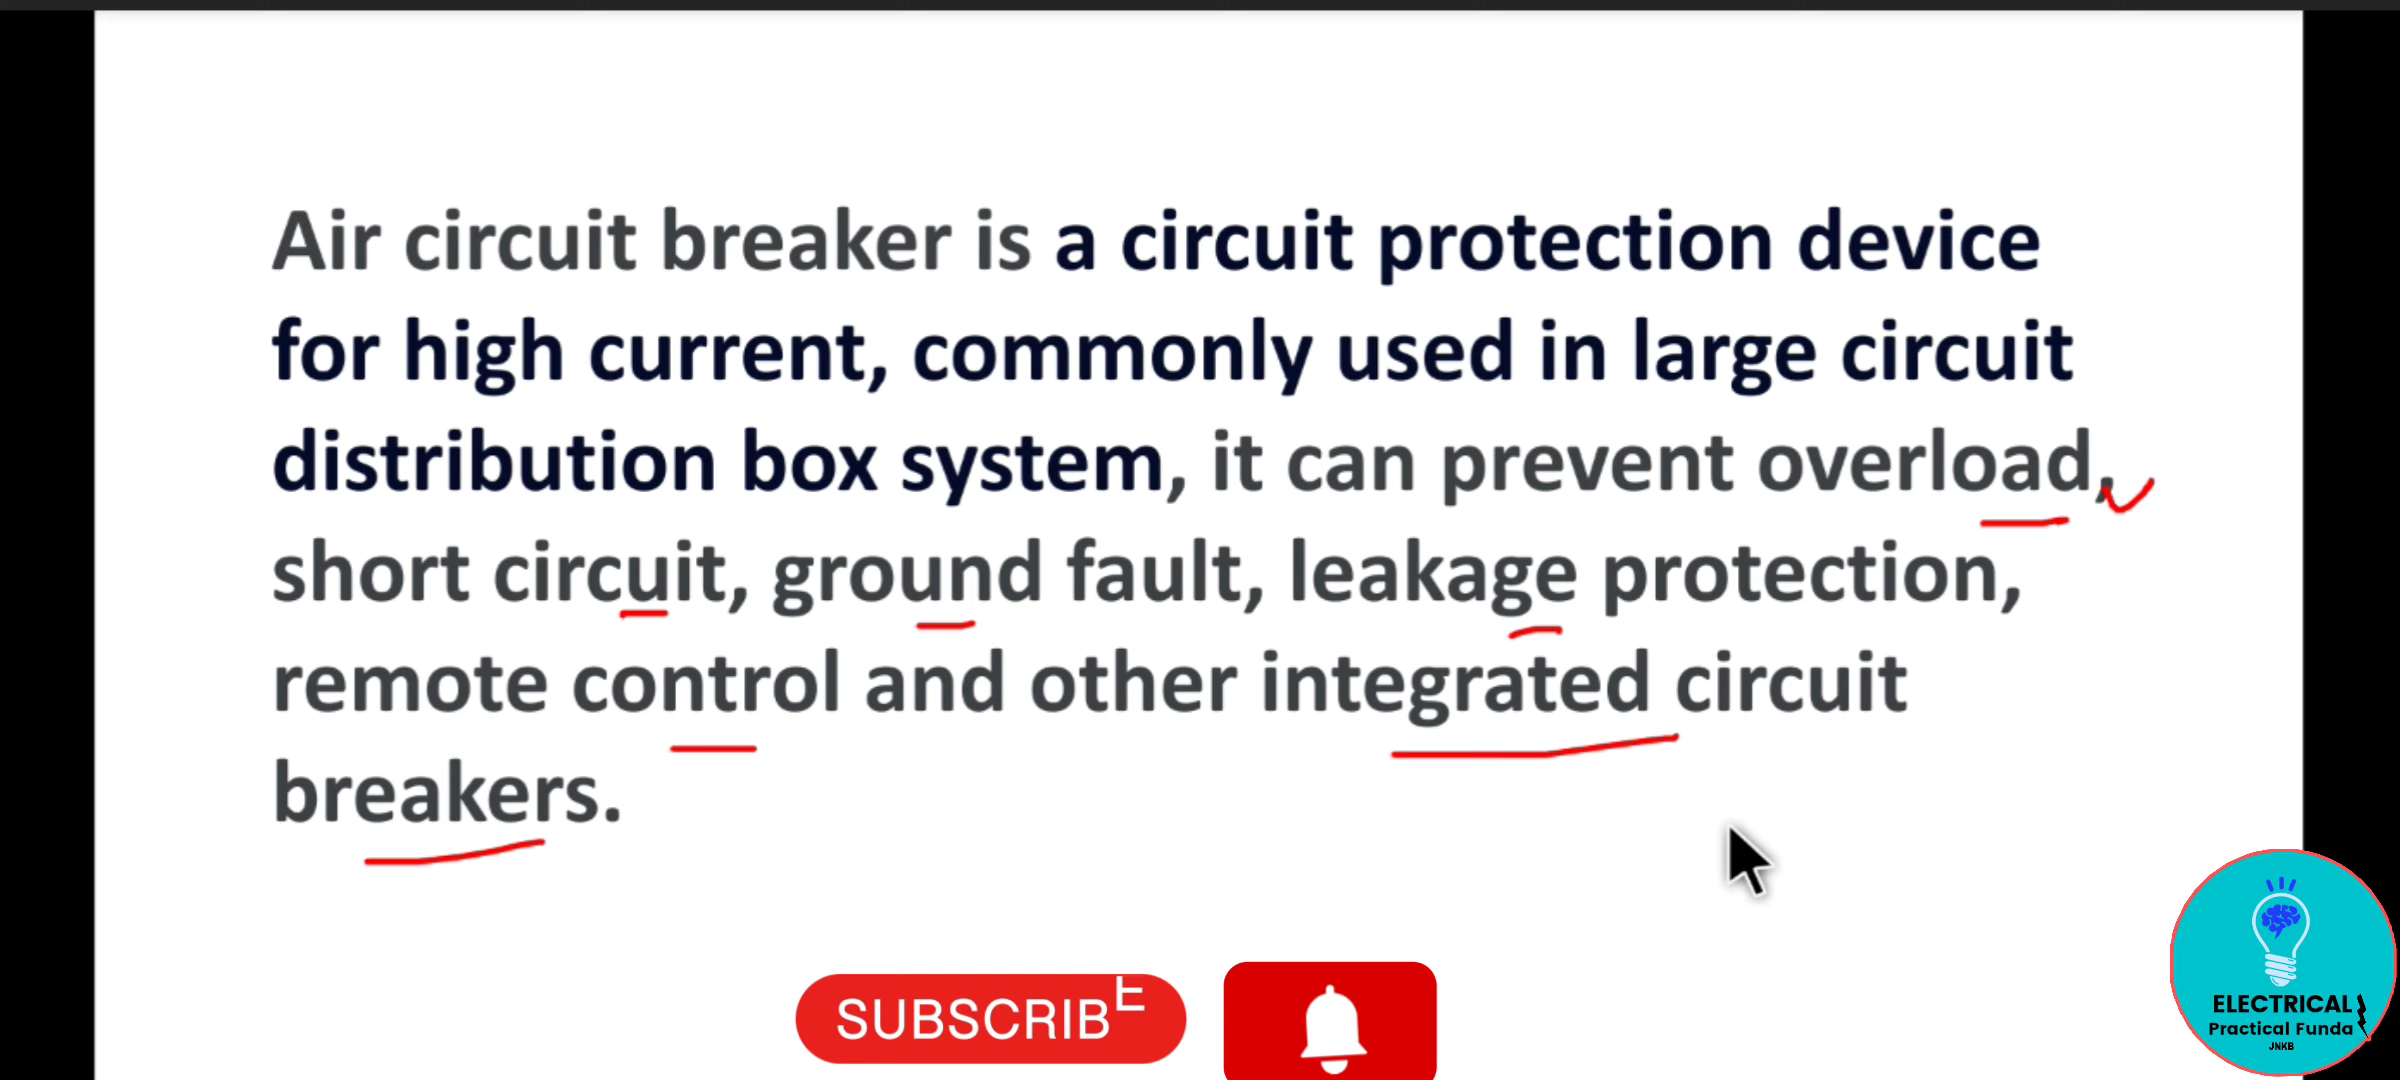 Air circuit breaker is a circuit protection device
for high current, commonly used in large circuit
distribution box system, it can prevent overload,
short circuit, ground fault, leakage protection,
remote control and other integrated circuit
breakers.
SUBSCRIBE
ELECTRICAL
Practical Funda
JNKB